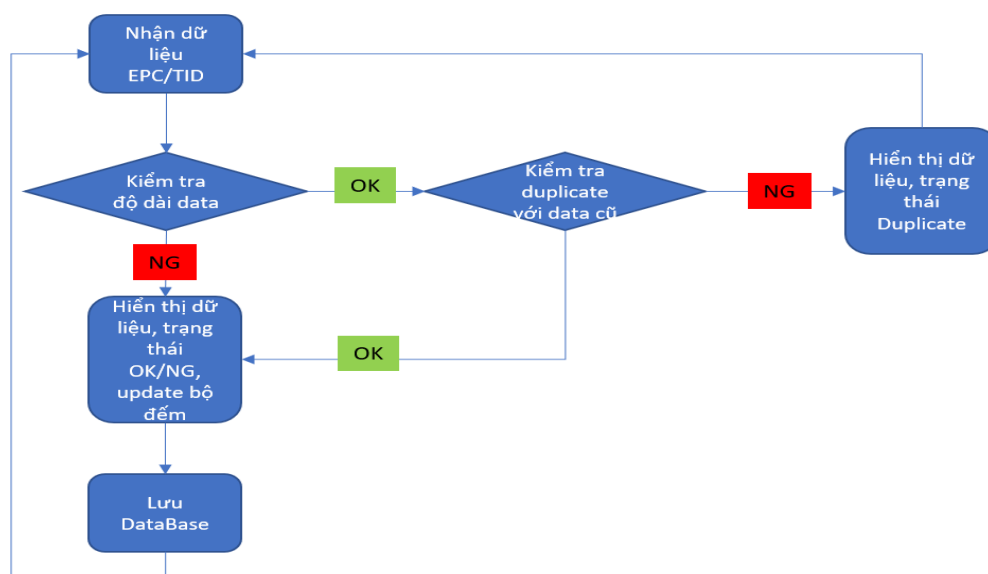 Nhận dữ
liệu
EPC/TID
Kiểm tra
độ dài data
OK
Kiểm tra
duplicate
với data cũ
NG
Hiển thị dữ
liệu, trạng
thái
Duplicate
NG
Hiển thị dữ
liệu, trạng
thái
OK/NG,
update bộ
đếm
OK
Lưu
DataBase